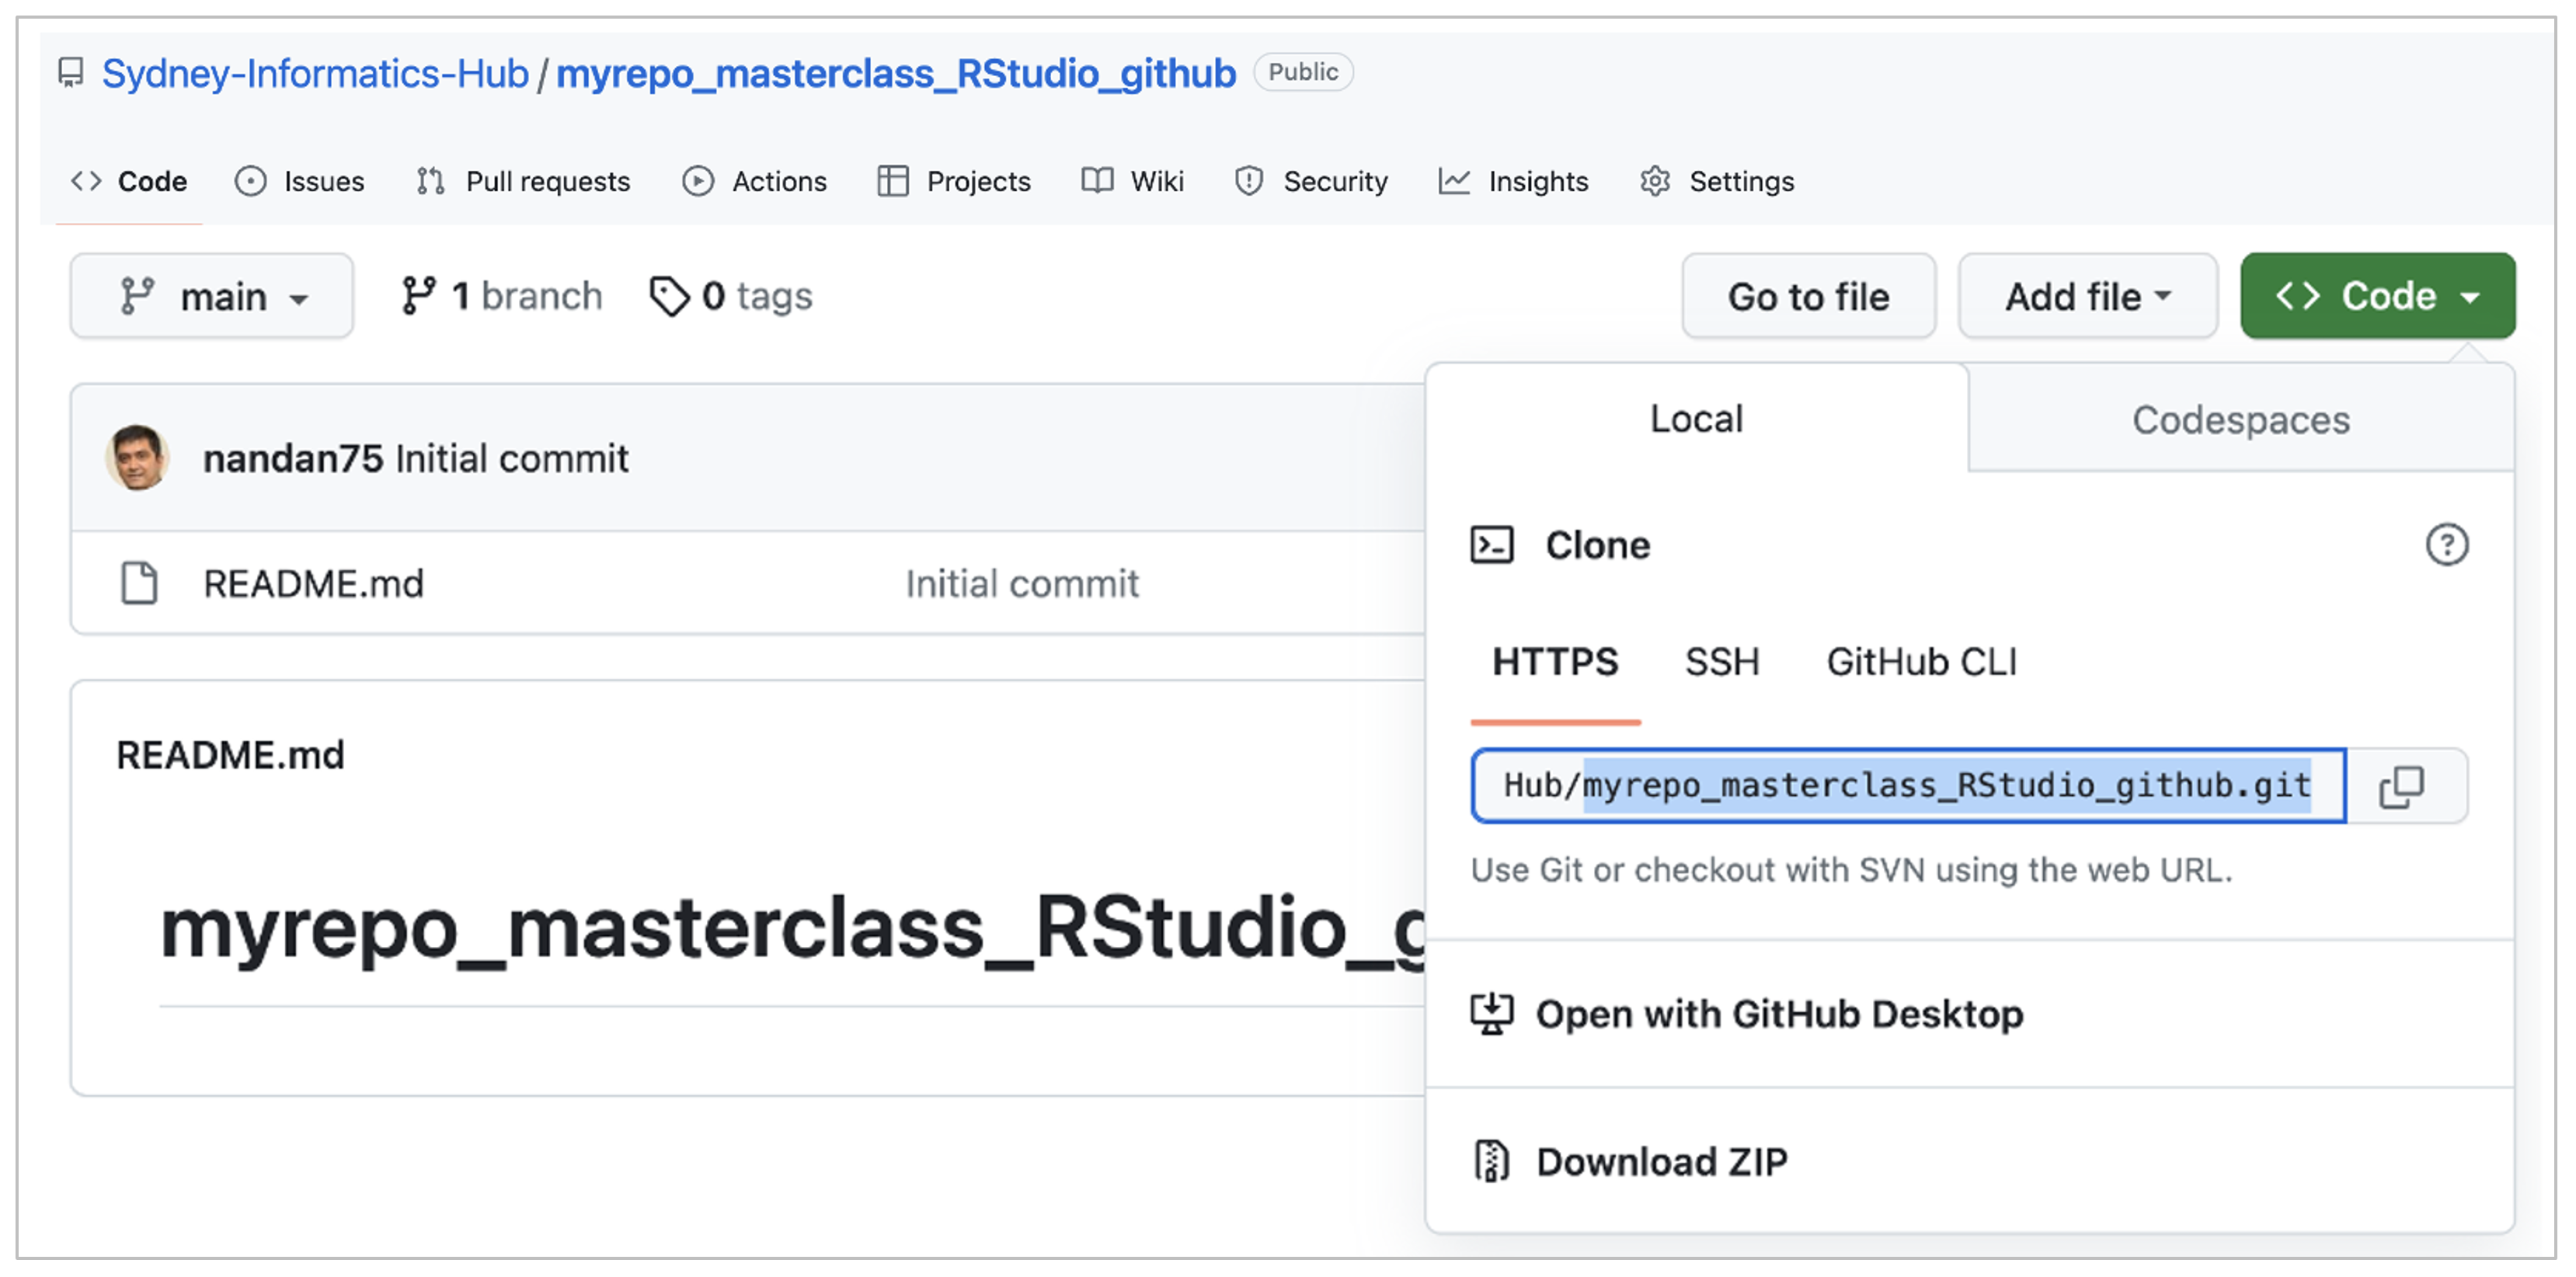 Sydney-Informatics-Hub / myrepo_masterclass_RStudio_github Public
Code Issues Pull requests Actions Projects Wiki Security Insights Settings
main 1 branch 0 tags Go to file Add file Code
Local Codespaces
nandan75 Initial commit
Clone
README.md Initial commit
HTTPS SSH GitHub CLI
README.md
Hub/myrepo_masterclass_RStudio_github.git
Use Git or checkout with SVN using the web URL.
myrepo_masterclass_RStudio_g
Open with GitHub Desktop
Download ZIP